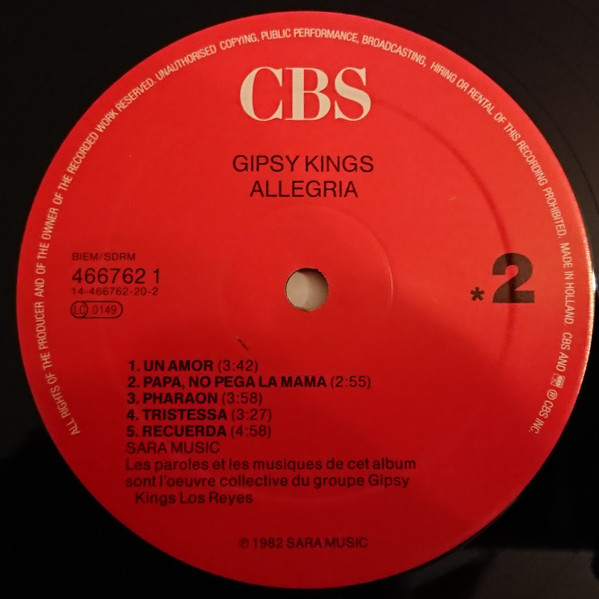 ALL RIGHTS OF THE PRODUCER AND OF THE OWNER OF THE RECORDED WORK RESERVED. UNAUTHORISED COPYING, PUBLIC PERFORMANCE, BROADCASTING, HIRING OR RENTAL OF THIS RECORDING PROHIBITED. MADE IN HOLLAND. CBS AND ℗ © CBS INC.
CBS
GIPSY KINGS
ALLEGRIA
BIEM/SDRM
466762 1
14-466762-20-2
LC 0149
*2
1. UN AMOR (3:42)
2. PAPA, NO PEGA LA MAMA (2:55)
3. PHARAON (3:58)
4. TRISTESSA (3:27)
5. RECUERDA (4:58)
SARA MUSIC
Les paroles et les musiques de cet album
sont l'oeuvre collective du groupe Gipsy
Kings Los Reyes
℗ 1982 SARA MUSIC